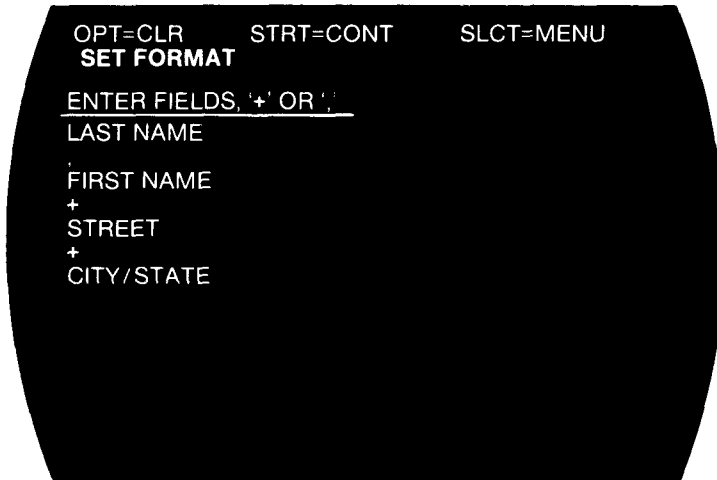 OPT=CLR STRT=CONT SLCT=MENU
SET FORMAT
ENTER FIELDS, '+' OR ','
LAST NAME
,
FIRST NAME
+
STREET
+
CITY/STATE